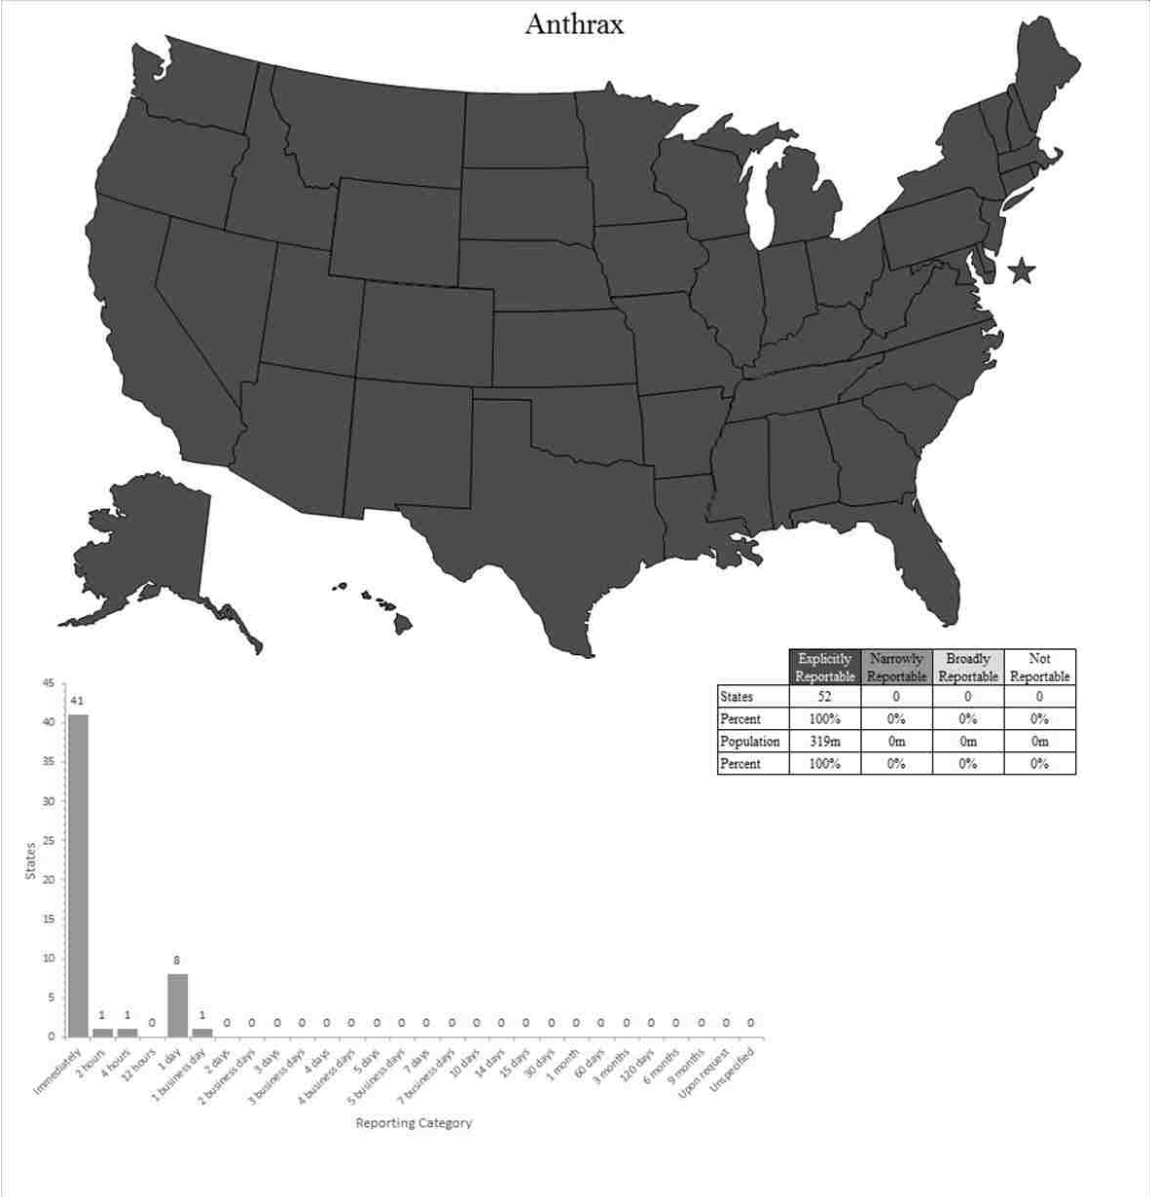 Anthrax
Explicitly Reportable Narrowly Reportable Broadly Reportable Not Reportable
States 52 0 0 0
Percent 100% 0% 0% 0%
Population 319m 0m 0m 0m
Percent 100% 0% 0% 0%
States
45
40
35
30
25
20
15
10
5
0
41 1 1 0 8 1 0 0 0 0 0 0 0 0 0 0 0 0 0 0 0 0 0 0 0 0 0 0
Immediately
2 hours
4 hours
12 hours
1 day
1 business day
2 days
2 business days
3 days
3 business days
4 days
4 business days
5 days
5 business days
7 days
7 business days
10 days
14 days
15 days
30 days
1 month
60 days
3 months
120 days
6 months
9 months
Upon request
Unspecified
Reporting Category